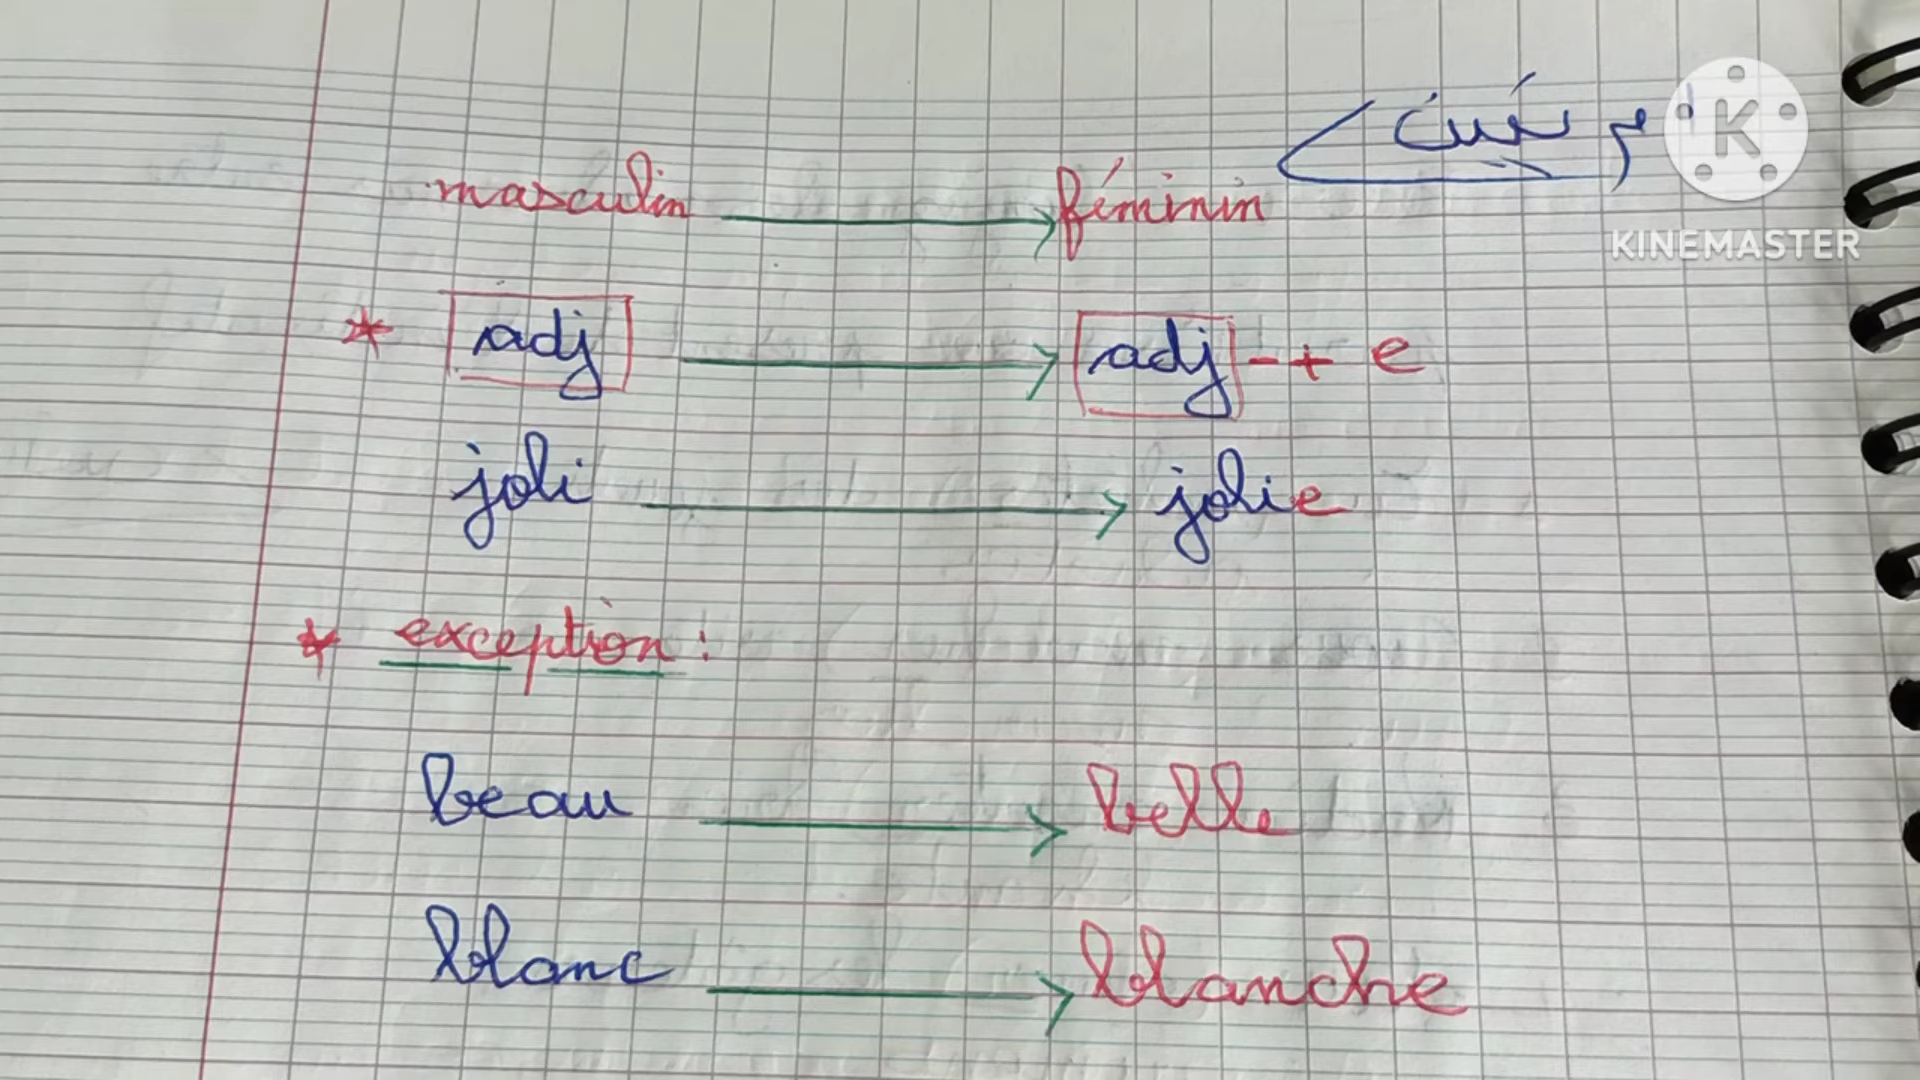 masculin → féminin
* adj → adj - + e
joli → jolie
* exception :
beau → belle
blanc → blanche
KINEMASTER